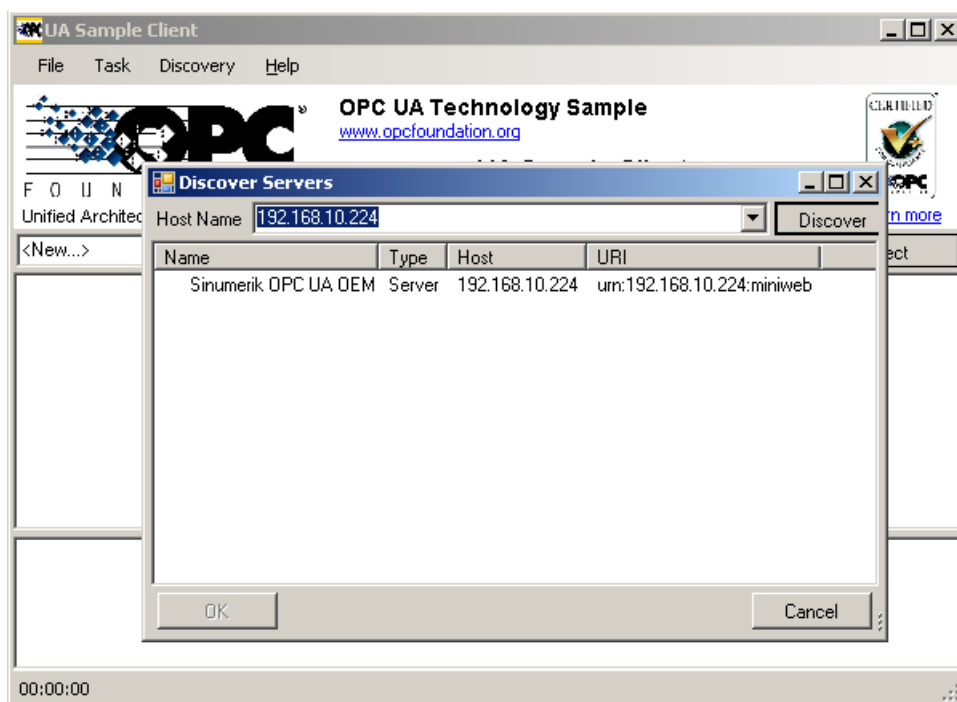 UA Sample Client
File Task Discovery Help
OPC ®
OPC UA Technology Sample
www.opcfoundation.org
CERTIFIED
OPC
F O U N
Unified Architec
rn more
<New...>
ect
Discover Servers
Host Name 192.168.10.224 Discover
Name Type Host URI
Sinumerik OPC UA OEM Server 192.168.10.224 urn:192.168.10.224:miniweb
OK Cancel
00:00:00